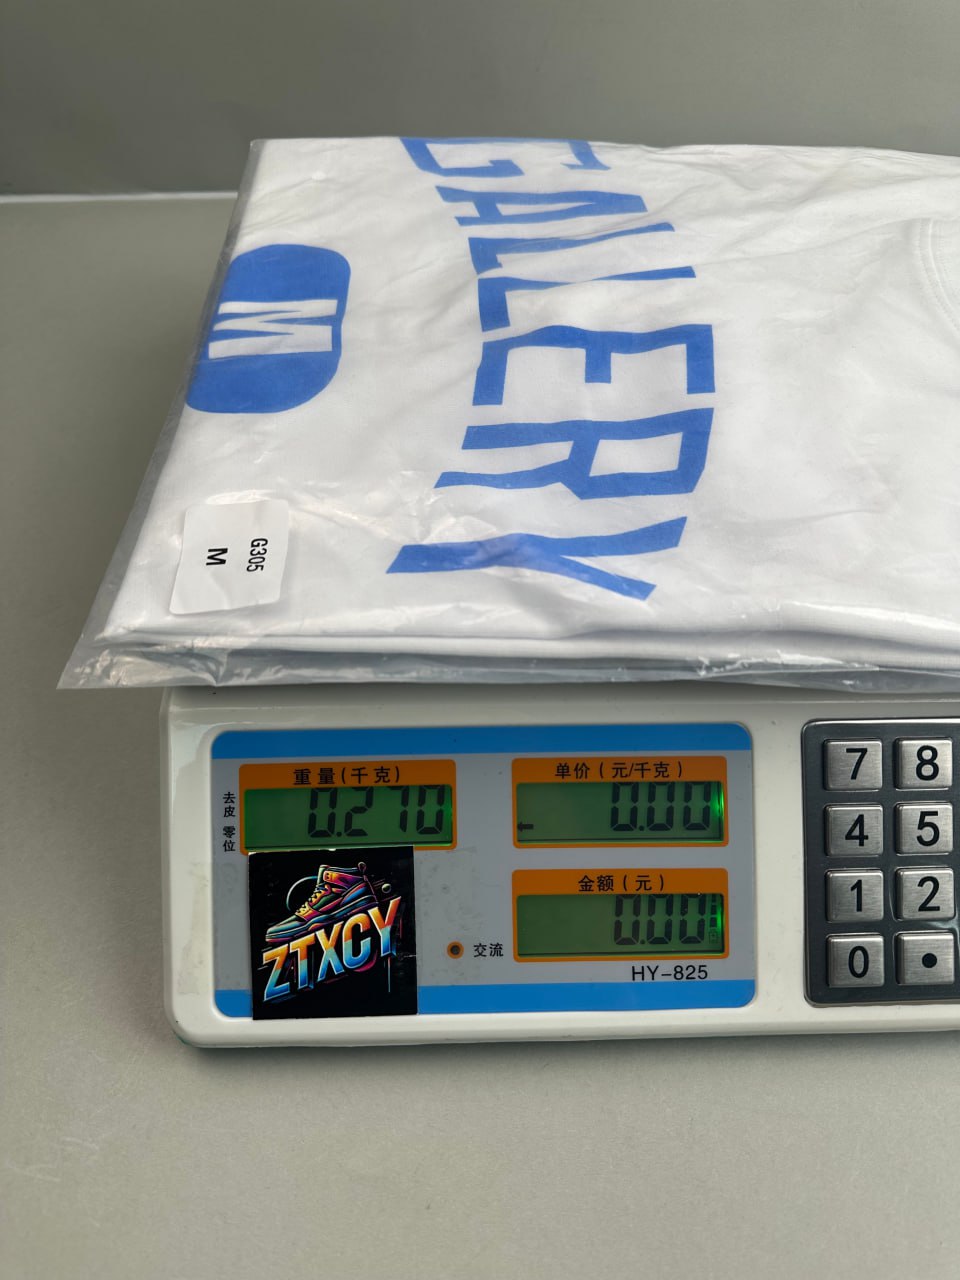 GALLERY
M
G305
M
重量(千克)
0.270
去皮
零位
单价(元/千克)
0.00
金额(元)
0.00
交流
HY-825
ZTXCY
7 8
4 5
1 2
0 .